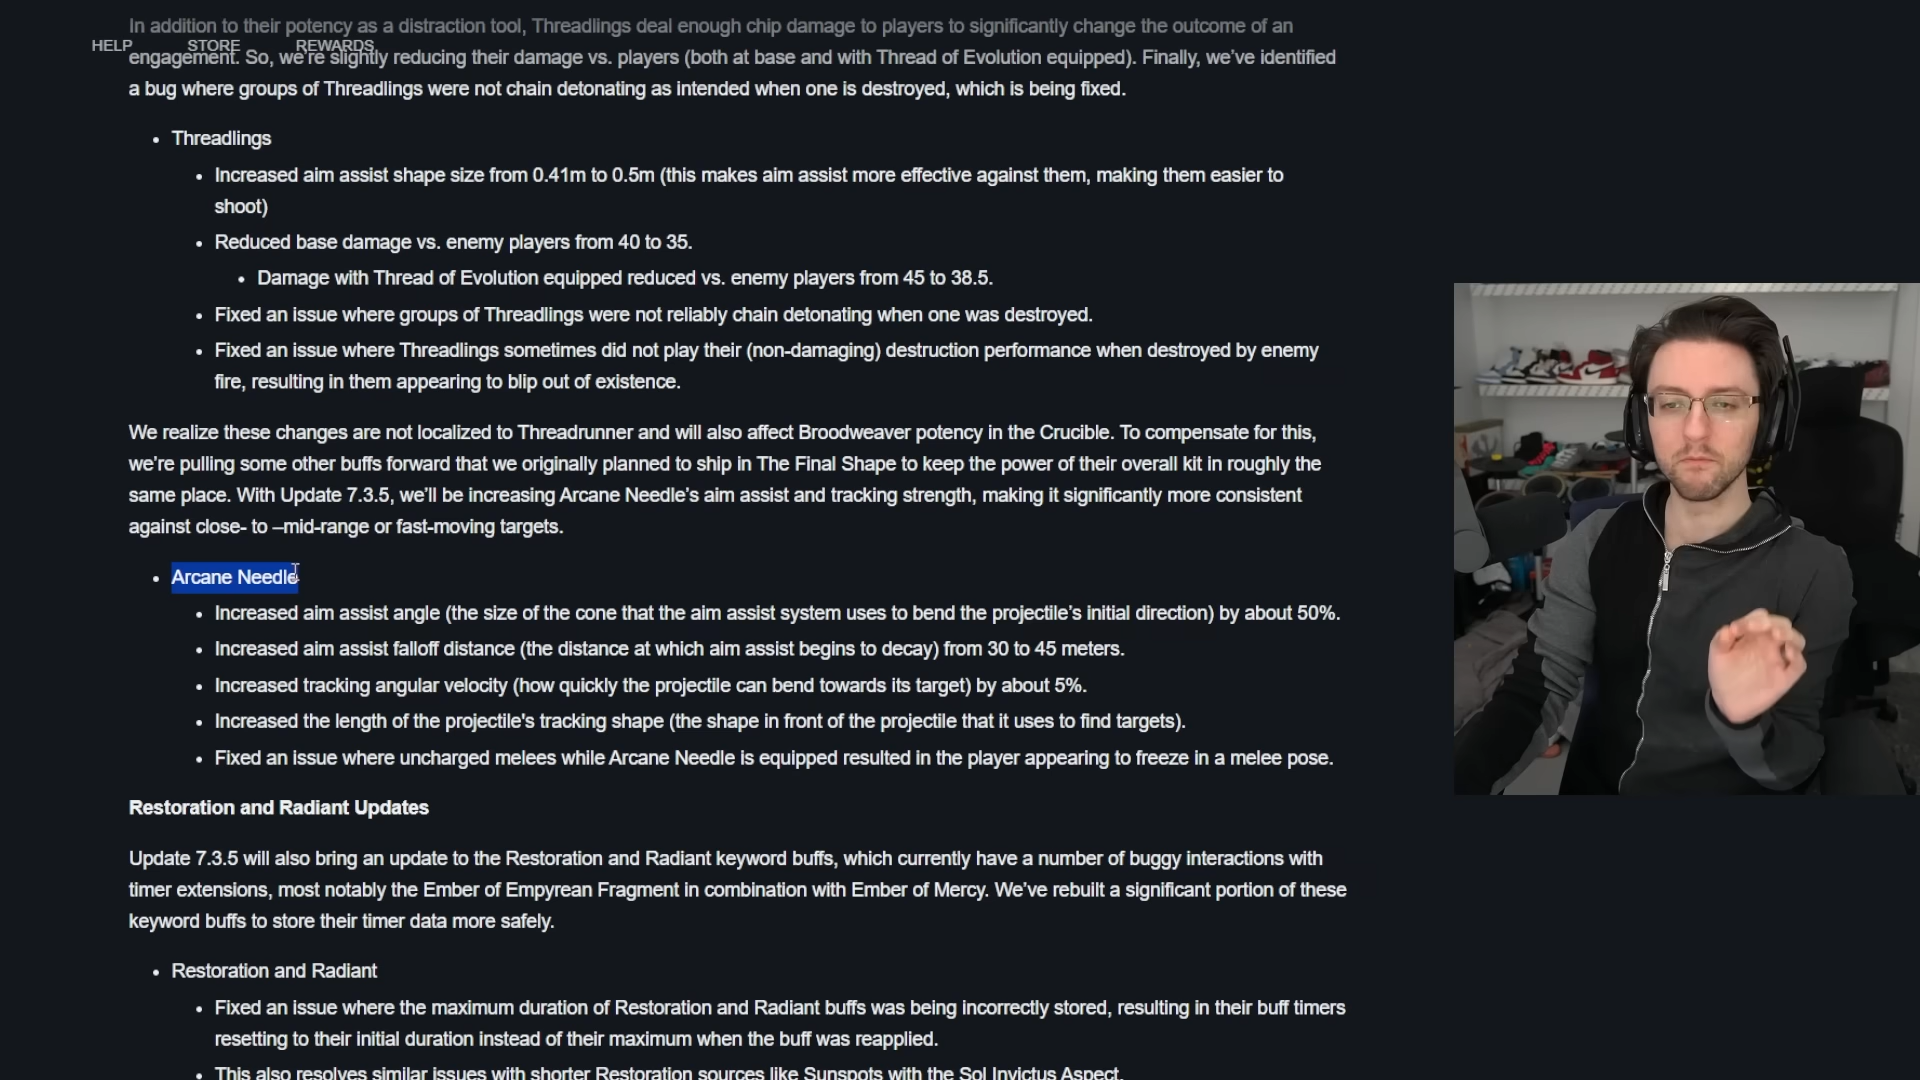 In addition to their potency as a distraction tool, Threadlings deal enough chip damage to players to significantly change the outcome of an
HELP STORE REWARDS
engagement. So, we’re slightly reducing their damage vs. players (both at base and with Thread of Evolution equipped). Finally, we’ve identified
a bug where groups of Threadlings were not chain detonating as intended when one is destroyed, which is being fixed.
• Threadlings
• Increased aim assist shape size from 0.41m to 0.5m (this makes aim assist more effective against them, making them easier to
shoot)
• Reduced base damage vs. enemy players from 40 to 35.
• Damage with Thread of Evolution equipped reduced vs. enemy players from 45 to 38.5.
• Fixed an issue where groups of Threadlings were not reliably chain detonating when one was destroyed.
• Fixed an issue where Threadlings sometimes did not play their (non-damaging) destruction performance when destroyed by enemy
fire, resulting in them appearing to blip out of existence.
We realize these changes are not localized to Threadrunner and will also affect Broodweaver potency in the Crucible. To compensate for this,
we’re pulling some other buffs forward that we originally planned to ship in The Final Shape to keep the power of their overall kit in roughly the
same place. With Update 7.3.5, we’ll be increasing Arcane Needle’s aim assist and tracking strength, making it significantly more consistent
against close- to –mid-range or fast-moving targets.
• Arcane Needle
• Increased aim assist angle (the size of the cone that the aim assist system uses to bend the projectile’s initial direction) by about 50%.
• Increased aim assist falloff distance (the distance at which aim assist begins to decay) from 30 to 45 meters.
• Increased tracking angular velocity (how quickly the projectile can bend towards its target) by about 5%.
• Increased the length of the projectile's tracking shape (the shape in front of the projectile that it uses to find targets).
• Fixed an issue where uncharged melees while Arcane Needle is equipped resulted in the player appearing to freeze in a melee pose.
Restoration and Radiant Updates
Update 7.3.5 will also bring an update to the Restoration and Radiant keyword buffs, which currently have a number of buggy interactions with
timer extensions, most notably the Ember of Empyrean Fragment in combination with Ember of Mercy. We’ve rebuilt a significant portion of these
keyword buffs to store their timer data more safely.
• Restoration and Radiant
• Fixed an issue where the maximum duration of Restoration and Radiant buffs was being incorrectly stored, resulting in their buff timers
resetting to their initial duration instead of their maximum when the buff was reapplied.
• This also resolves similar issues with shorter Restoration sources like Sunspots with the Sol Invictus Aspect.